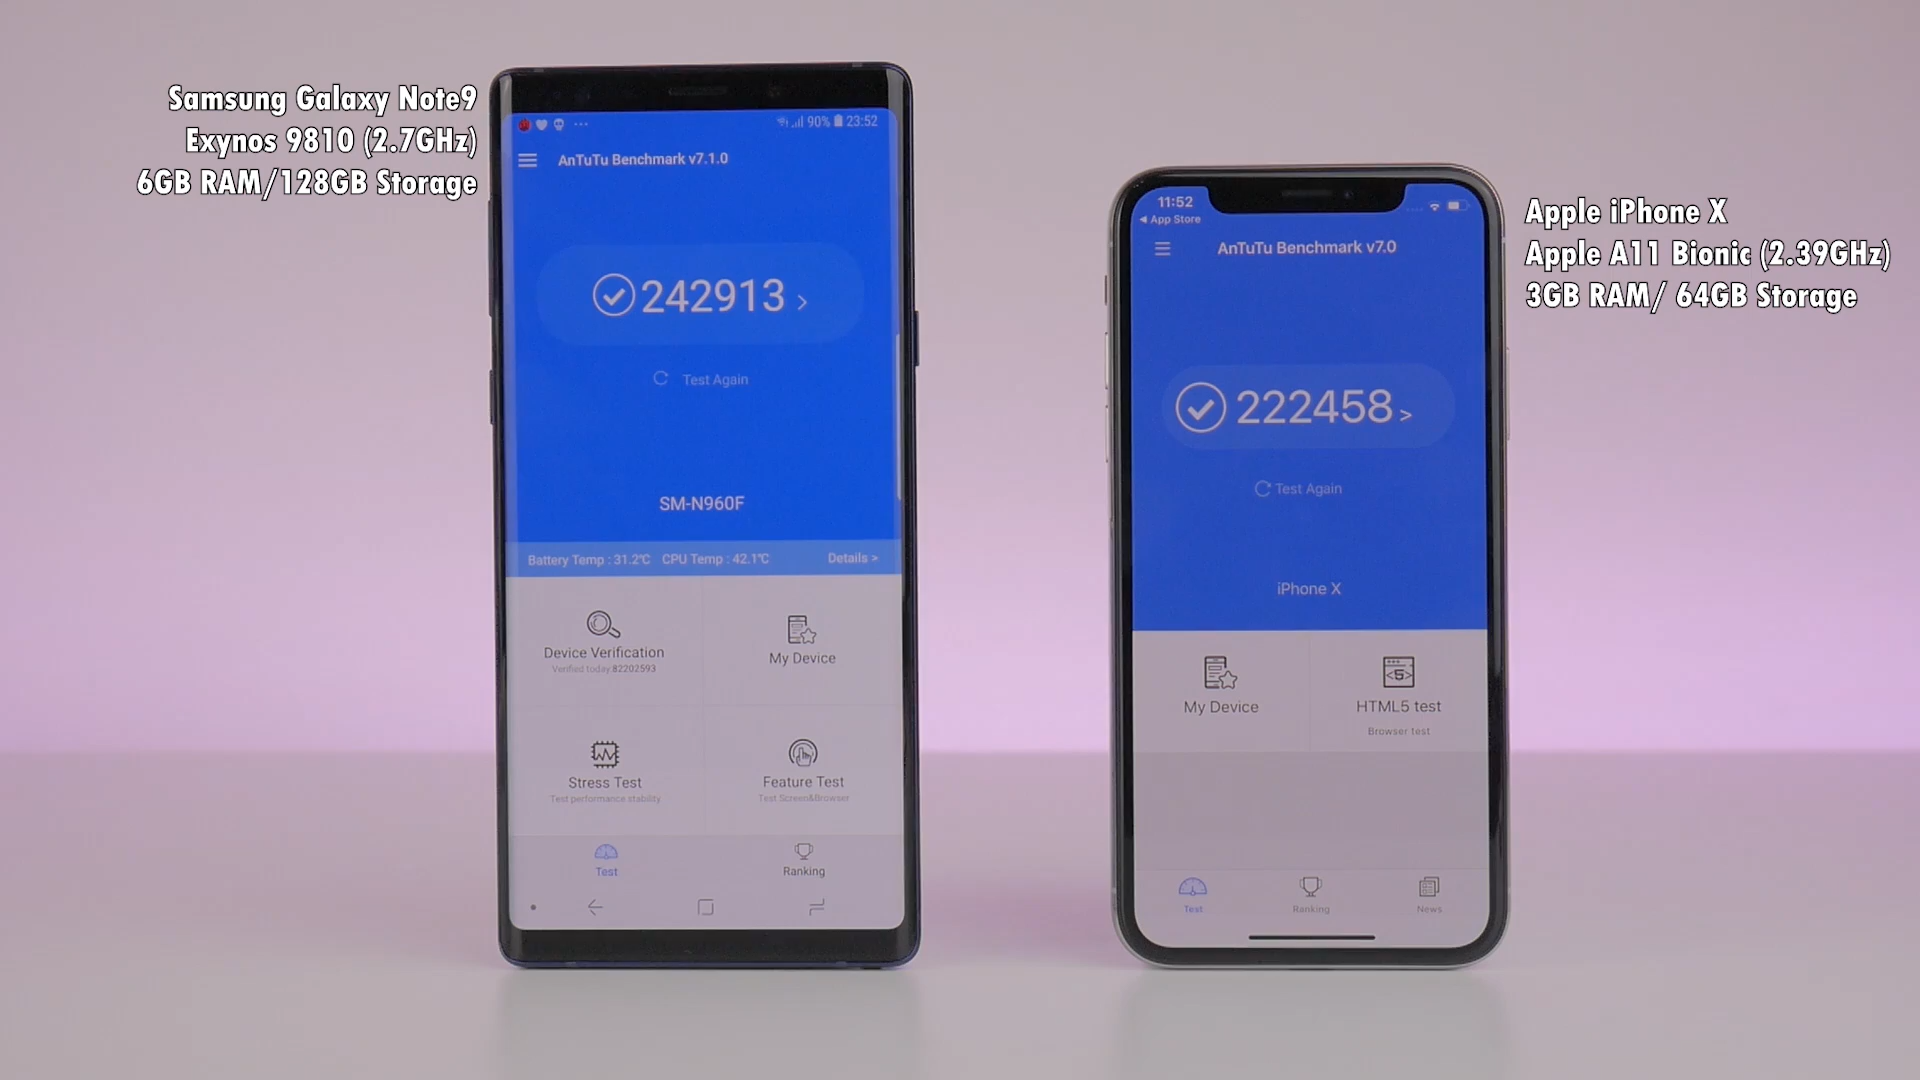 Samsung Galaxy Note9
Exynos 9810 (2.7GHz)
6GB RAM/128GB Storage
90% 23:52
AnTuTu Benchmark v7.1.0
242913 >
Test Again
SM-N960F
Battery Temp : 31.2℃ CPU Temp : 42.1℃ Details >
Device Verification
Verified today:82202593
My Device
Stress Test
Test performance stability
Feature Test
Test Screen&Browser
Test
Ranking
Apple iPhone X
Apple A11 Bionic (2.39GHz)
3GB RAM/ 64GB Storage
11:52
◀ App Store
AnTuTu Benchmark v7.0
222458 >
Test Again
iPhone X
My Device
HTML5 test
Browser test
Test
Ranking
News